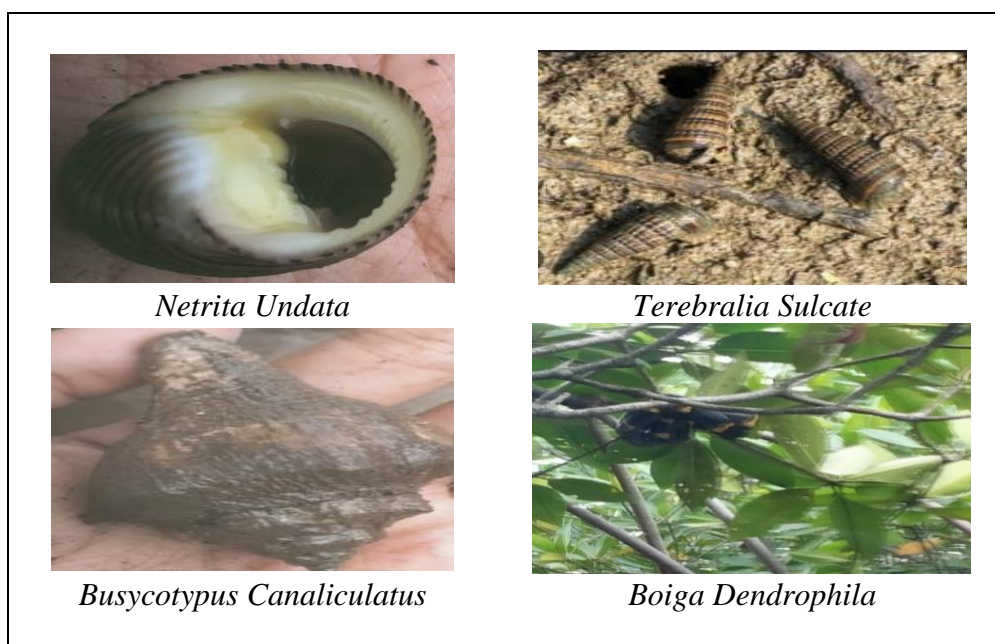 Netrita Undata
Terebralia Sulcate
Busycotypus Canaliculatus
Boiga Dendrophila